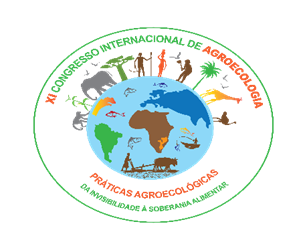 XI CONGRESSO INTERNACIONAL DE AGROECOLOGIA
PRÁTICAS AGROECOLÓGICAS
DA INVISIBILIDADE À SOBERANIA ALIMENTAR